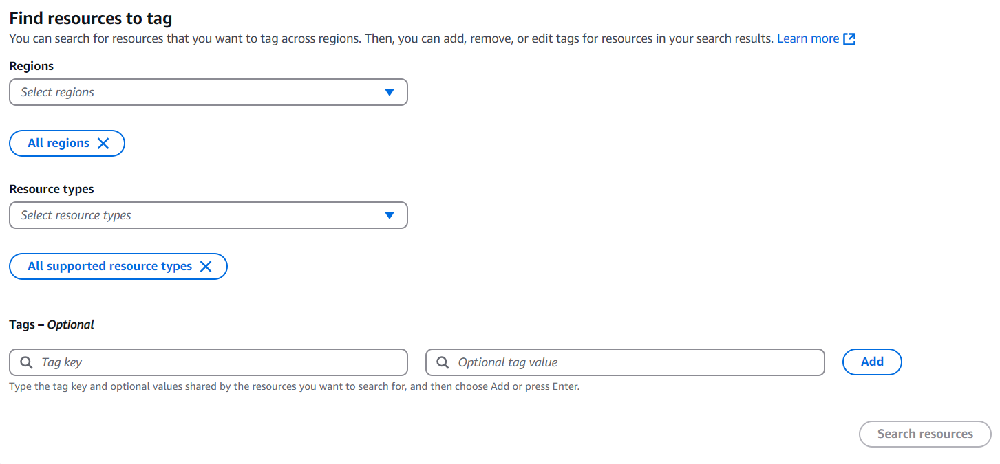 Find resources to tag
You can search for resources that you want to tag across regions. Then, you can add, remove, or edit tags for resources in your search results. Learn more
Regions
Select regions
All regions
Resource types
Select resource types
All supported resource types
Tags – Optional
Tag key
Optional tag value
Add
Type the tag key and optional values shared by the resources you want to search for, and then choose Add or press Enter.
Search resources